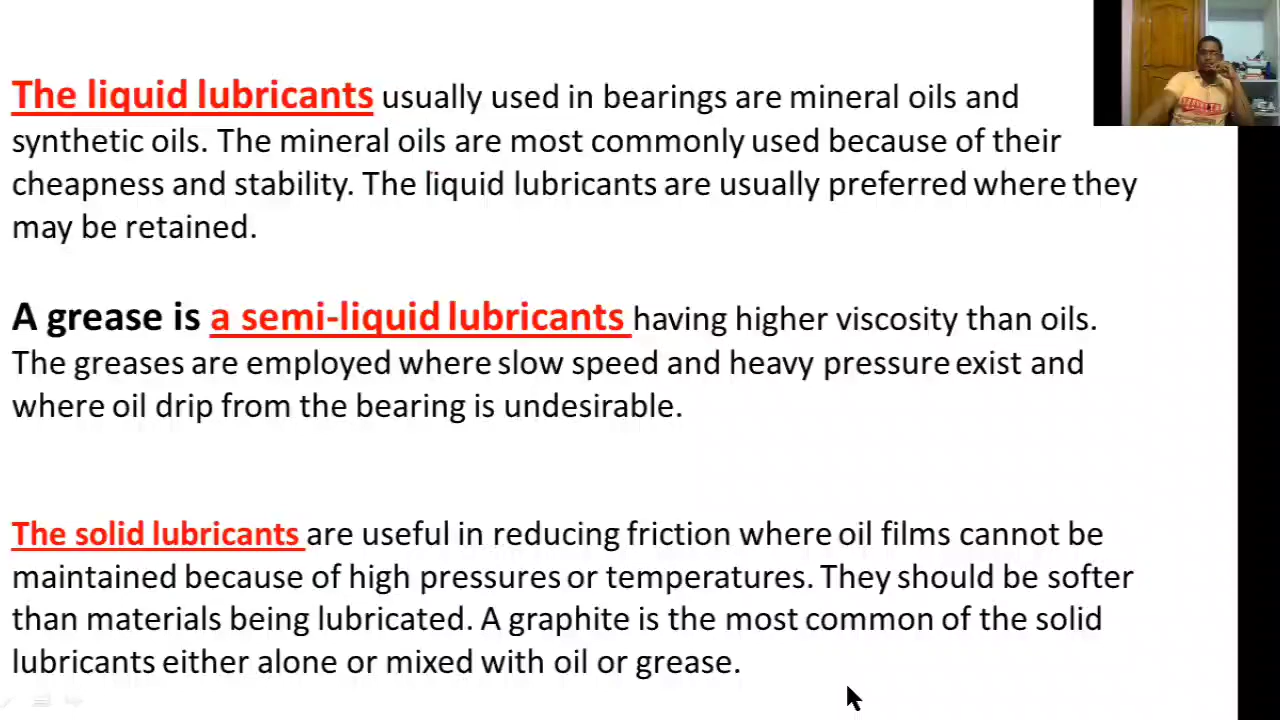 The liquid lubricants usually used in bearings are mineral oils and
synthetic oils. The mineral oils are most commonly used because of their
cheapness and stability. The liquid lubricants are usually preferred where they
may be retained.
A grease is a semi-liquid lubricants having higher viscosity than oils.
The greases are employed where slow speed and heavy pressure exist and
where oil drip from the bearing is undesirable.
The solid lubricants are useful in reducing friction where oil films cannot be
maintained because of high pressures or temperatures. They should be softer
than materials being lubricated. A graphite is the most common of the solid
lubricants either alone or mixed with oil or grease.